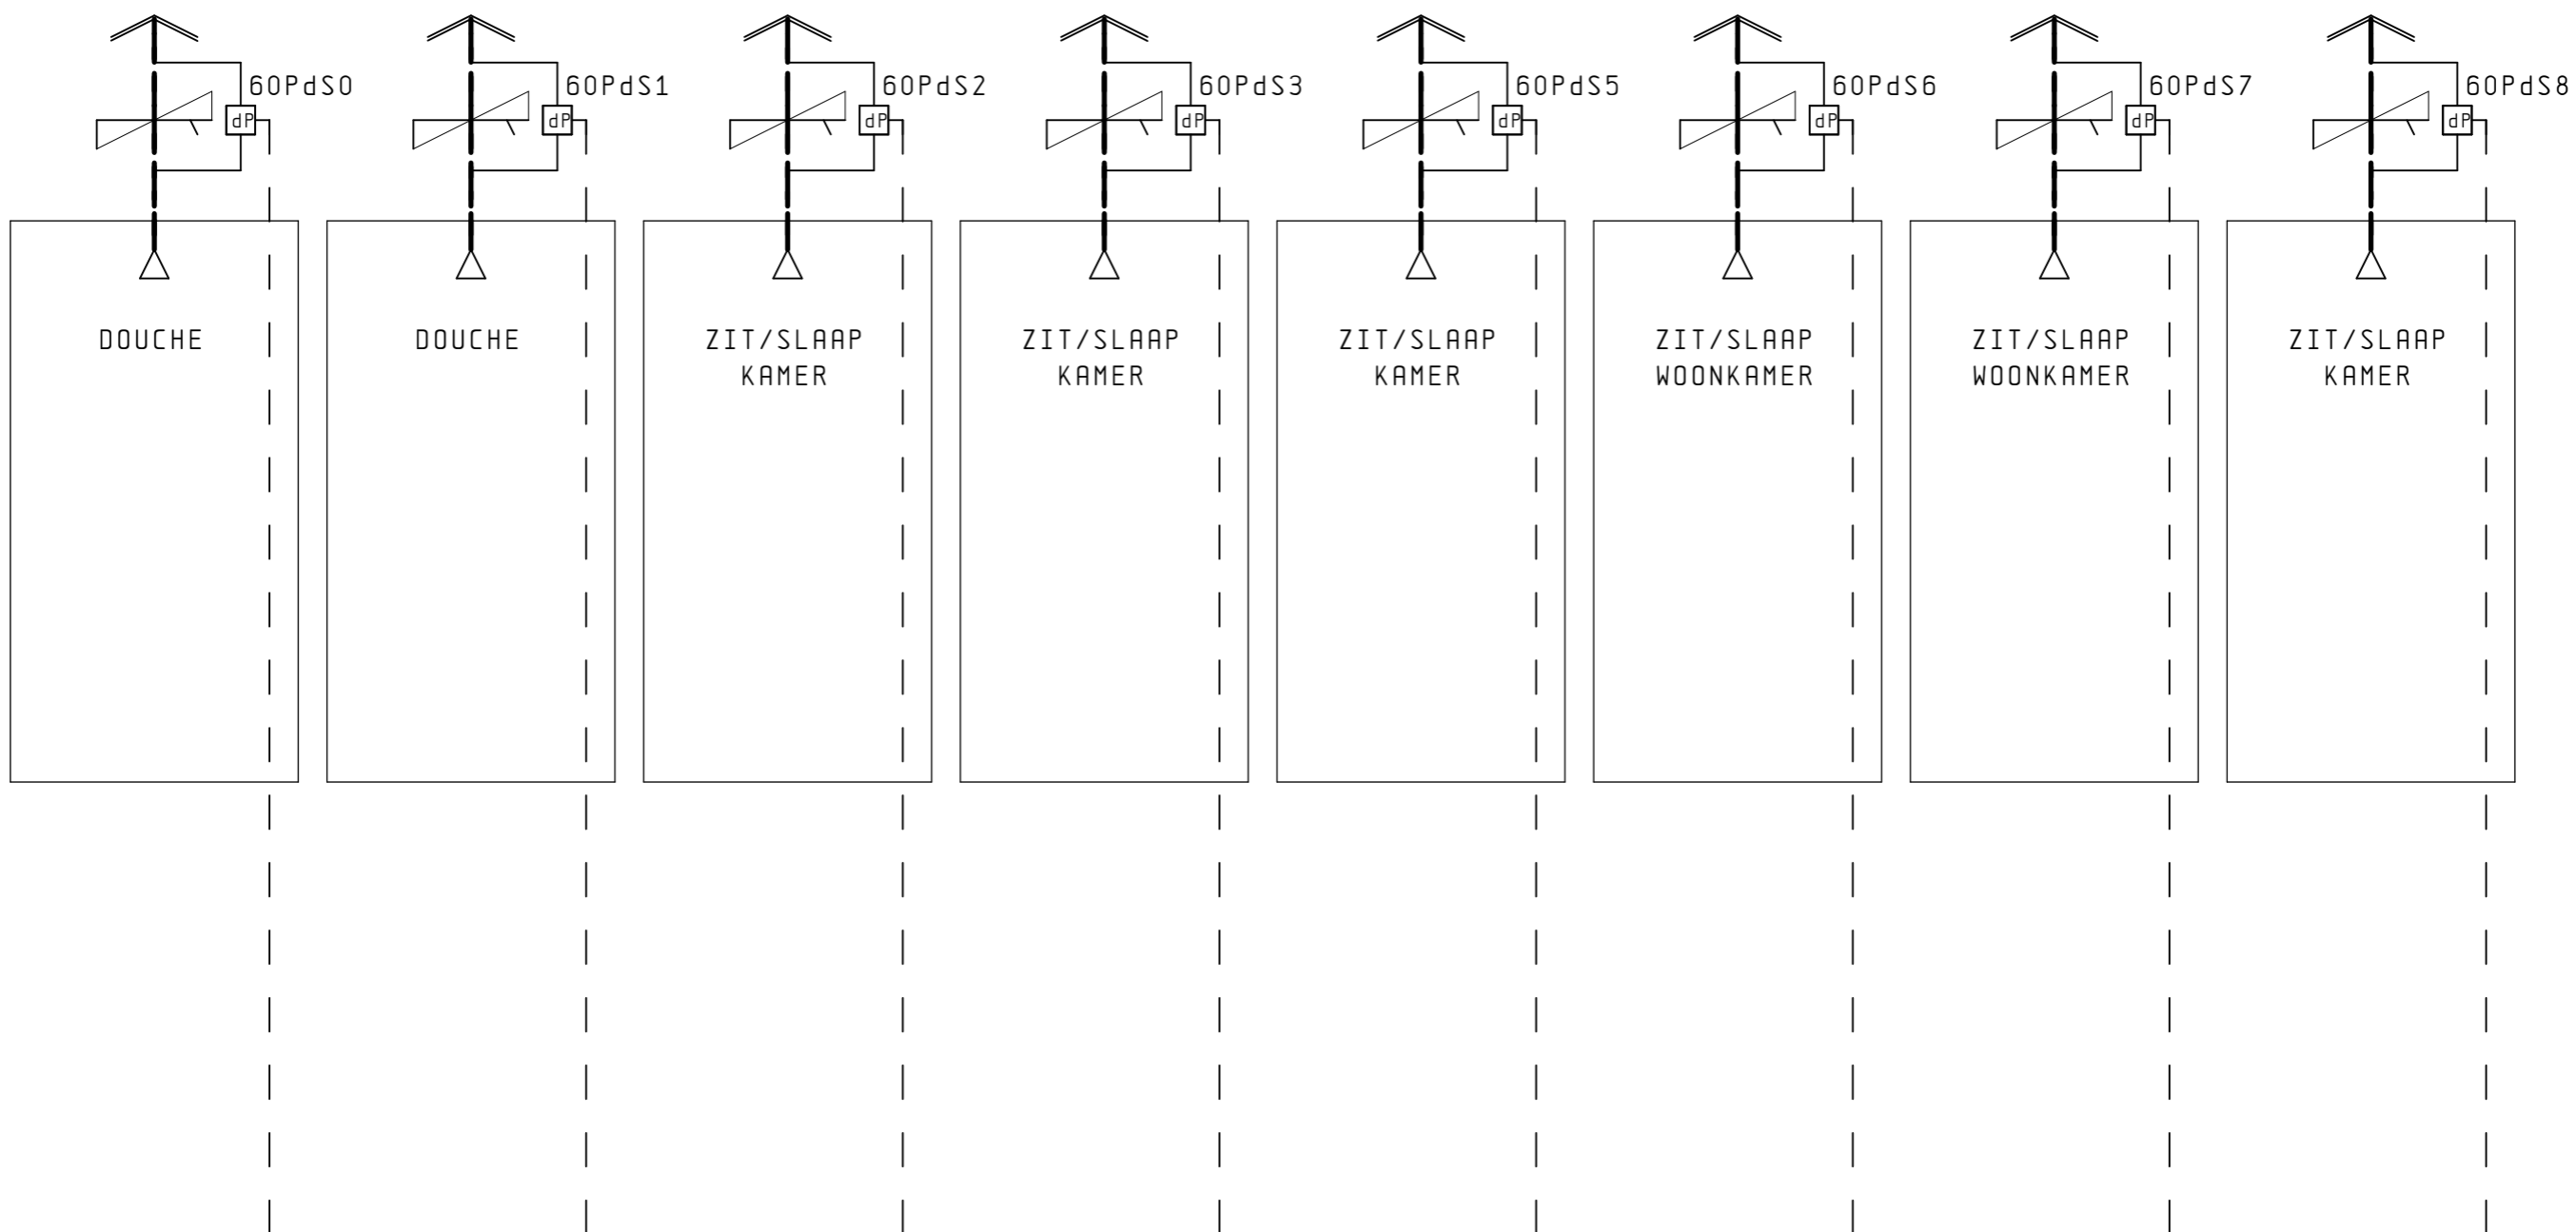 60PdS0 60PdS1 60PdS2 60PdS3 60PdS5 60PdS6 60PdS7 60PdS8
dP dP dP dP dP dP dP dP
DOUCHE DOUCHE ZIT/SLAAP ZIT/SLAAP ZIT/SLAAP ZIT/SLAAP ZIT/SLAAP ZIT/SLAAP
KAMER KAMER KAMER WOONKAMER WOONKAMER KAMER